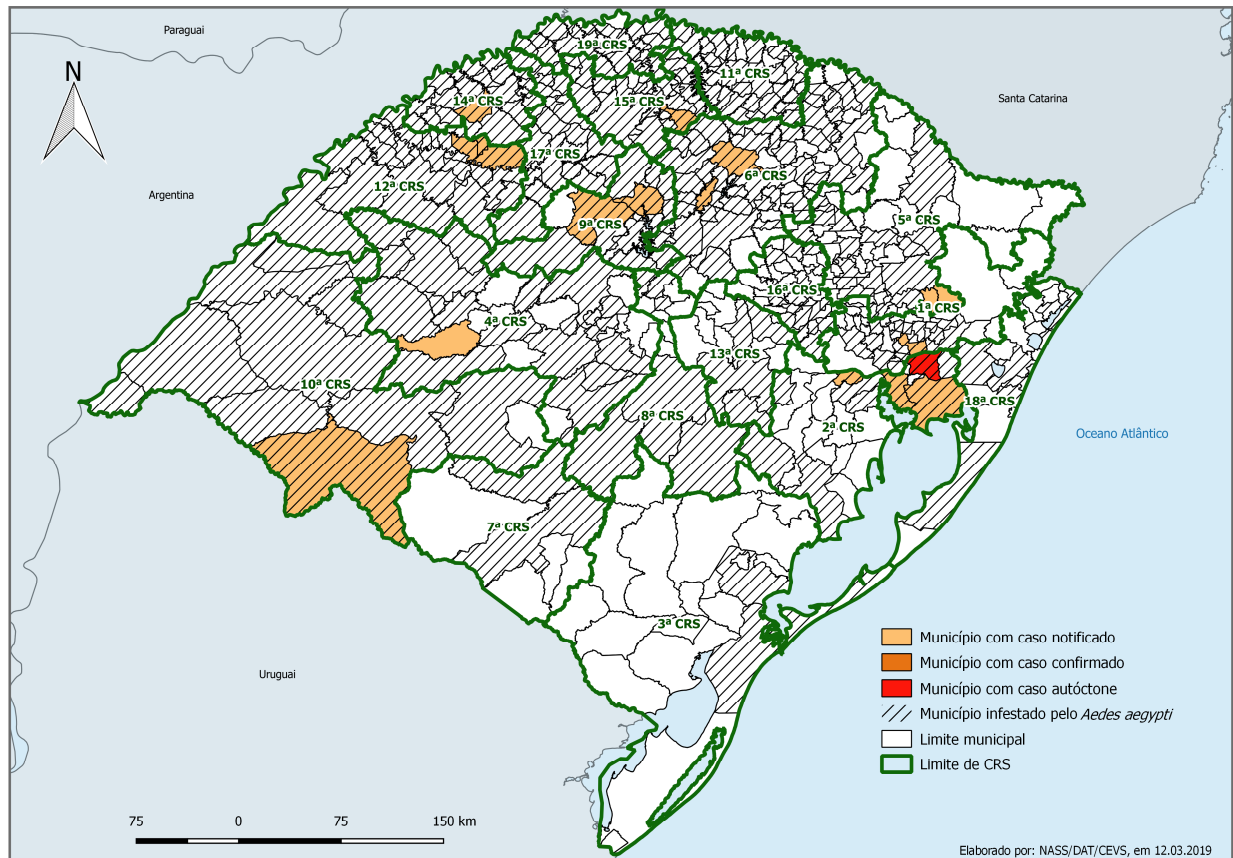 Paraguai
N
19ª CRS
11ª CRS
Santa Catarina
14ª CRS
15ª CRS
17ª CRS
6ª CRS
12ª CRS
Argentina
9ª CRS
5ª CRS
16ª CRS
1ª CRS
4ª CRS
13ª CRS
10ª CRS
18ª CRS
8ª CRS
2ª CRS
Oceano Atlântico
7ª CRS
3ª CRS
Uruguai
Município com caso notificado
Município com caso confirmado
Município com caso autóctone
Município infestado pelo Aedes aegypti
Limite municipal
Limite de CRS
75 0 75 150 km
Elaborado por: NASS/DAT/CEVS, em 12.03.2019